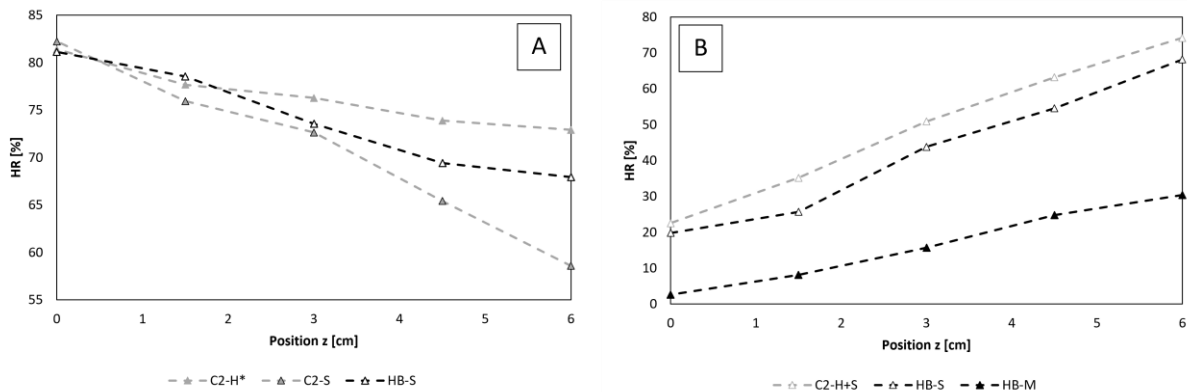 A
HR [%]
85
80
75
70
65
60
55
0 1 2 3 4 5 6
Position z [cm]
C2-H* C2-S HB-S
B
HR [%]
80
70
60
50
40
30
20
10
0
0 1 2 3 4 5 6
Position z [cm]
C2-H+S HB-S HB-M